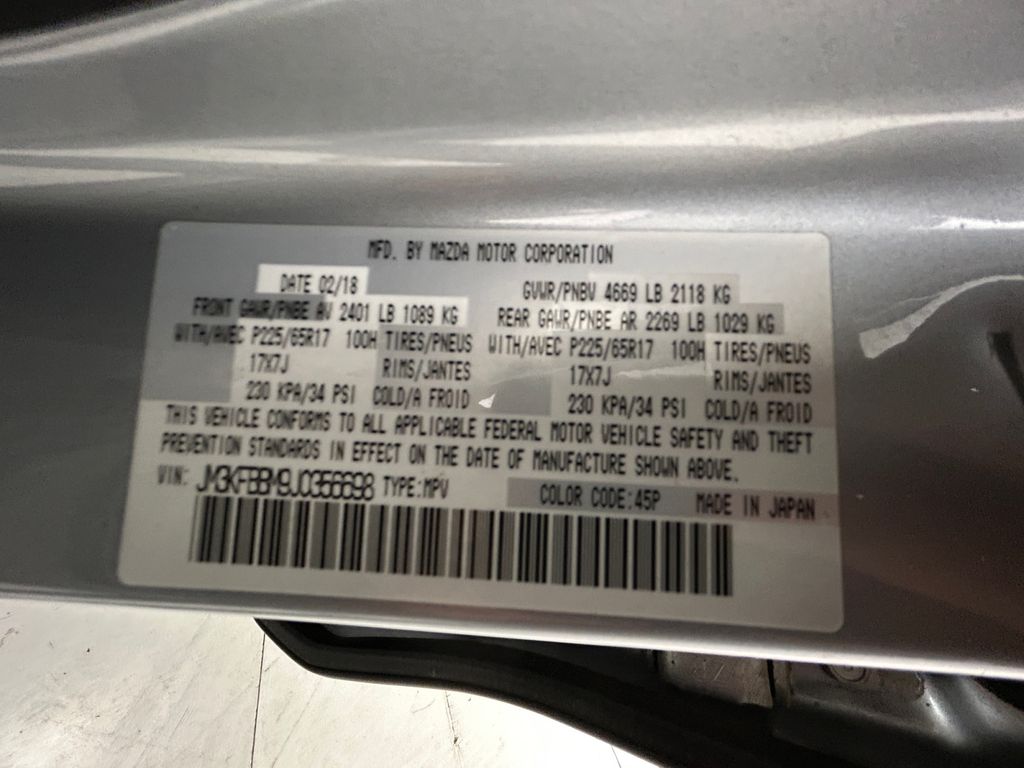 MFD. BY MAZDA MOTOR CORPORATION
DATE 02/18 GVWR/PNBV 4669 LB 2118 KG
FRONT GAWR/PNBE AV 2401 LB 1089 KG REAR GAWR/PNBE AR 2269 LB 1029 KG
WITH/AVEC P225/65R17 100H TIRES/PNEUS WITH/AVEC P225/65R17 100H TIRES/PNEUS
17X7J RIMS/JANTES 17X7J RIMS/JANTES
230 KPA/34 PSI COLD/A FROID 230 KPA/34 PSI COLD/A FROID
THIS VEHICLE CONFORMS TO ALL APPLICABLE FEDERAL MOTOR VEHICLE SAFETY AND THEFT
PREVENTION STANDARDS IN EFFECT ON THE DATE OF MANUFACTURE SHOWN ABOVE.
VIN: JM3KFBBM9J0356698 TYPE:MPV COLOR CODE:45P MADE IN JAPAN